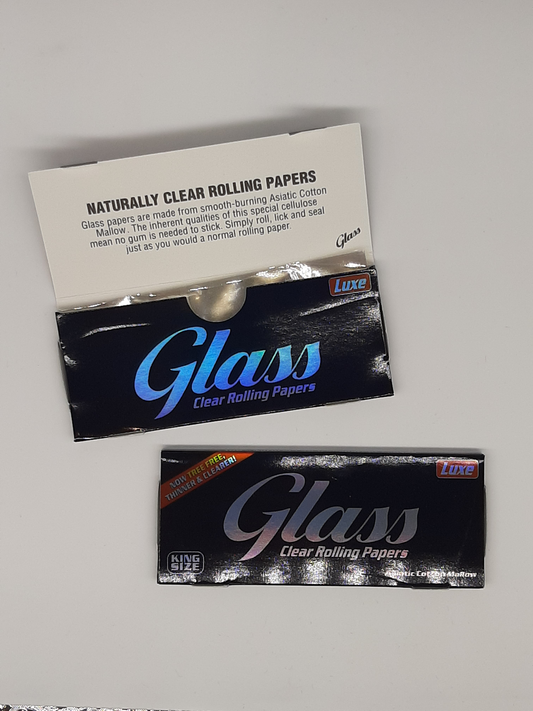 NATURALLY CLEAR ROLLING PAPERS
Glass papers are made from smooth-burning Asiatic Cotton
Mallow. The inherent qualities of this special cellulose
mean no gum is needed to stick. Simply roll, lick and seal
just as you would a normal rolling paper.
Glass
Luxe
Glass
Clear Rolling Papers
NOW TREE FREE,
THINNER & CLEARER!
Luxe
Glass
Clear Rolling Papers
KING
SIZE
Asiatic Cotton Mallow